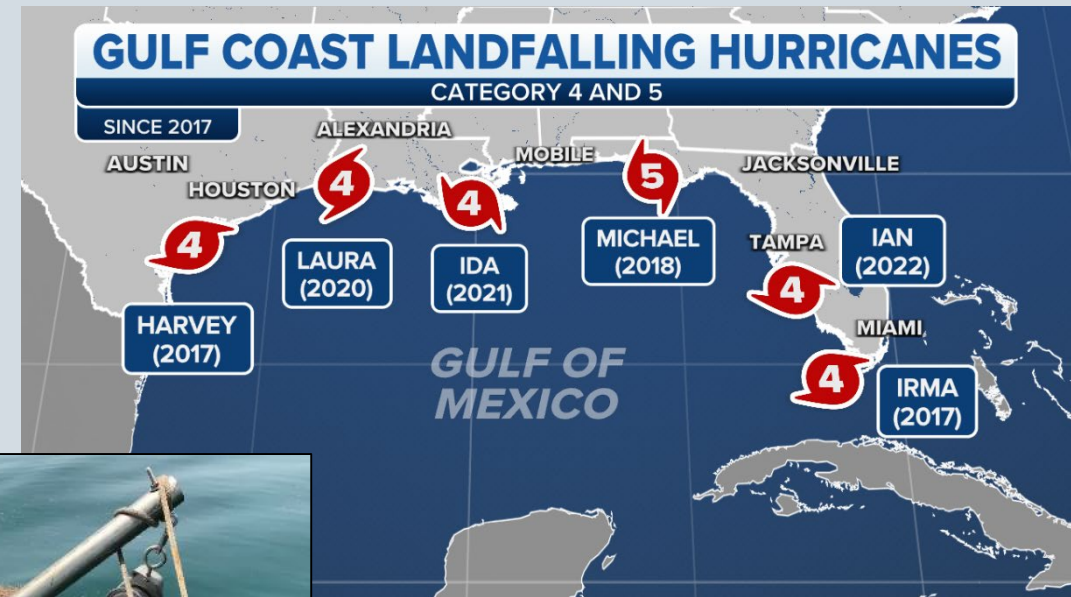 GULF COAST LANDFALLING HURRICANES
CATEGORY 4 AND 5
SINCE 2017
ALEXANDRIA
AUSTIN
MOBILE
JACKSONVILLE
HOUSTON
4
4
4
5
4
4
HARVEY
(2017)
LAURA
(2020)
IDA
(2021)
MICHAEL
(2018)
TAMPA
IAN
(2022)
MIAMI
IRMA
(2017)
GULF OF
MEXICO